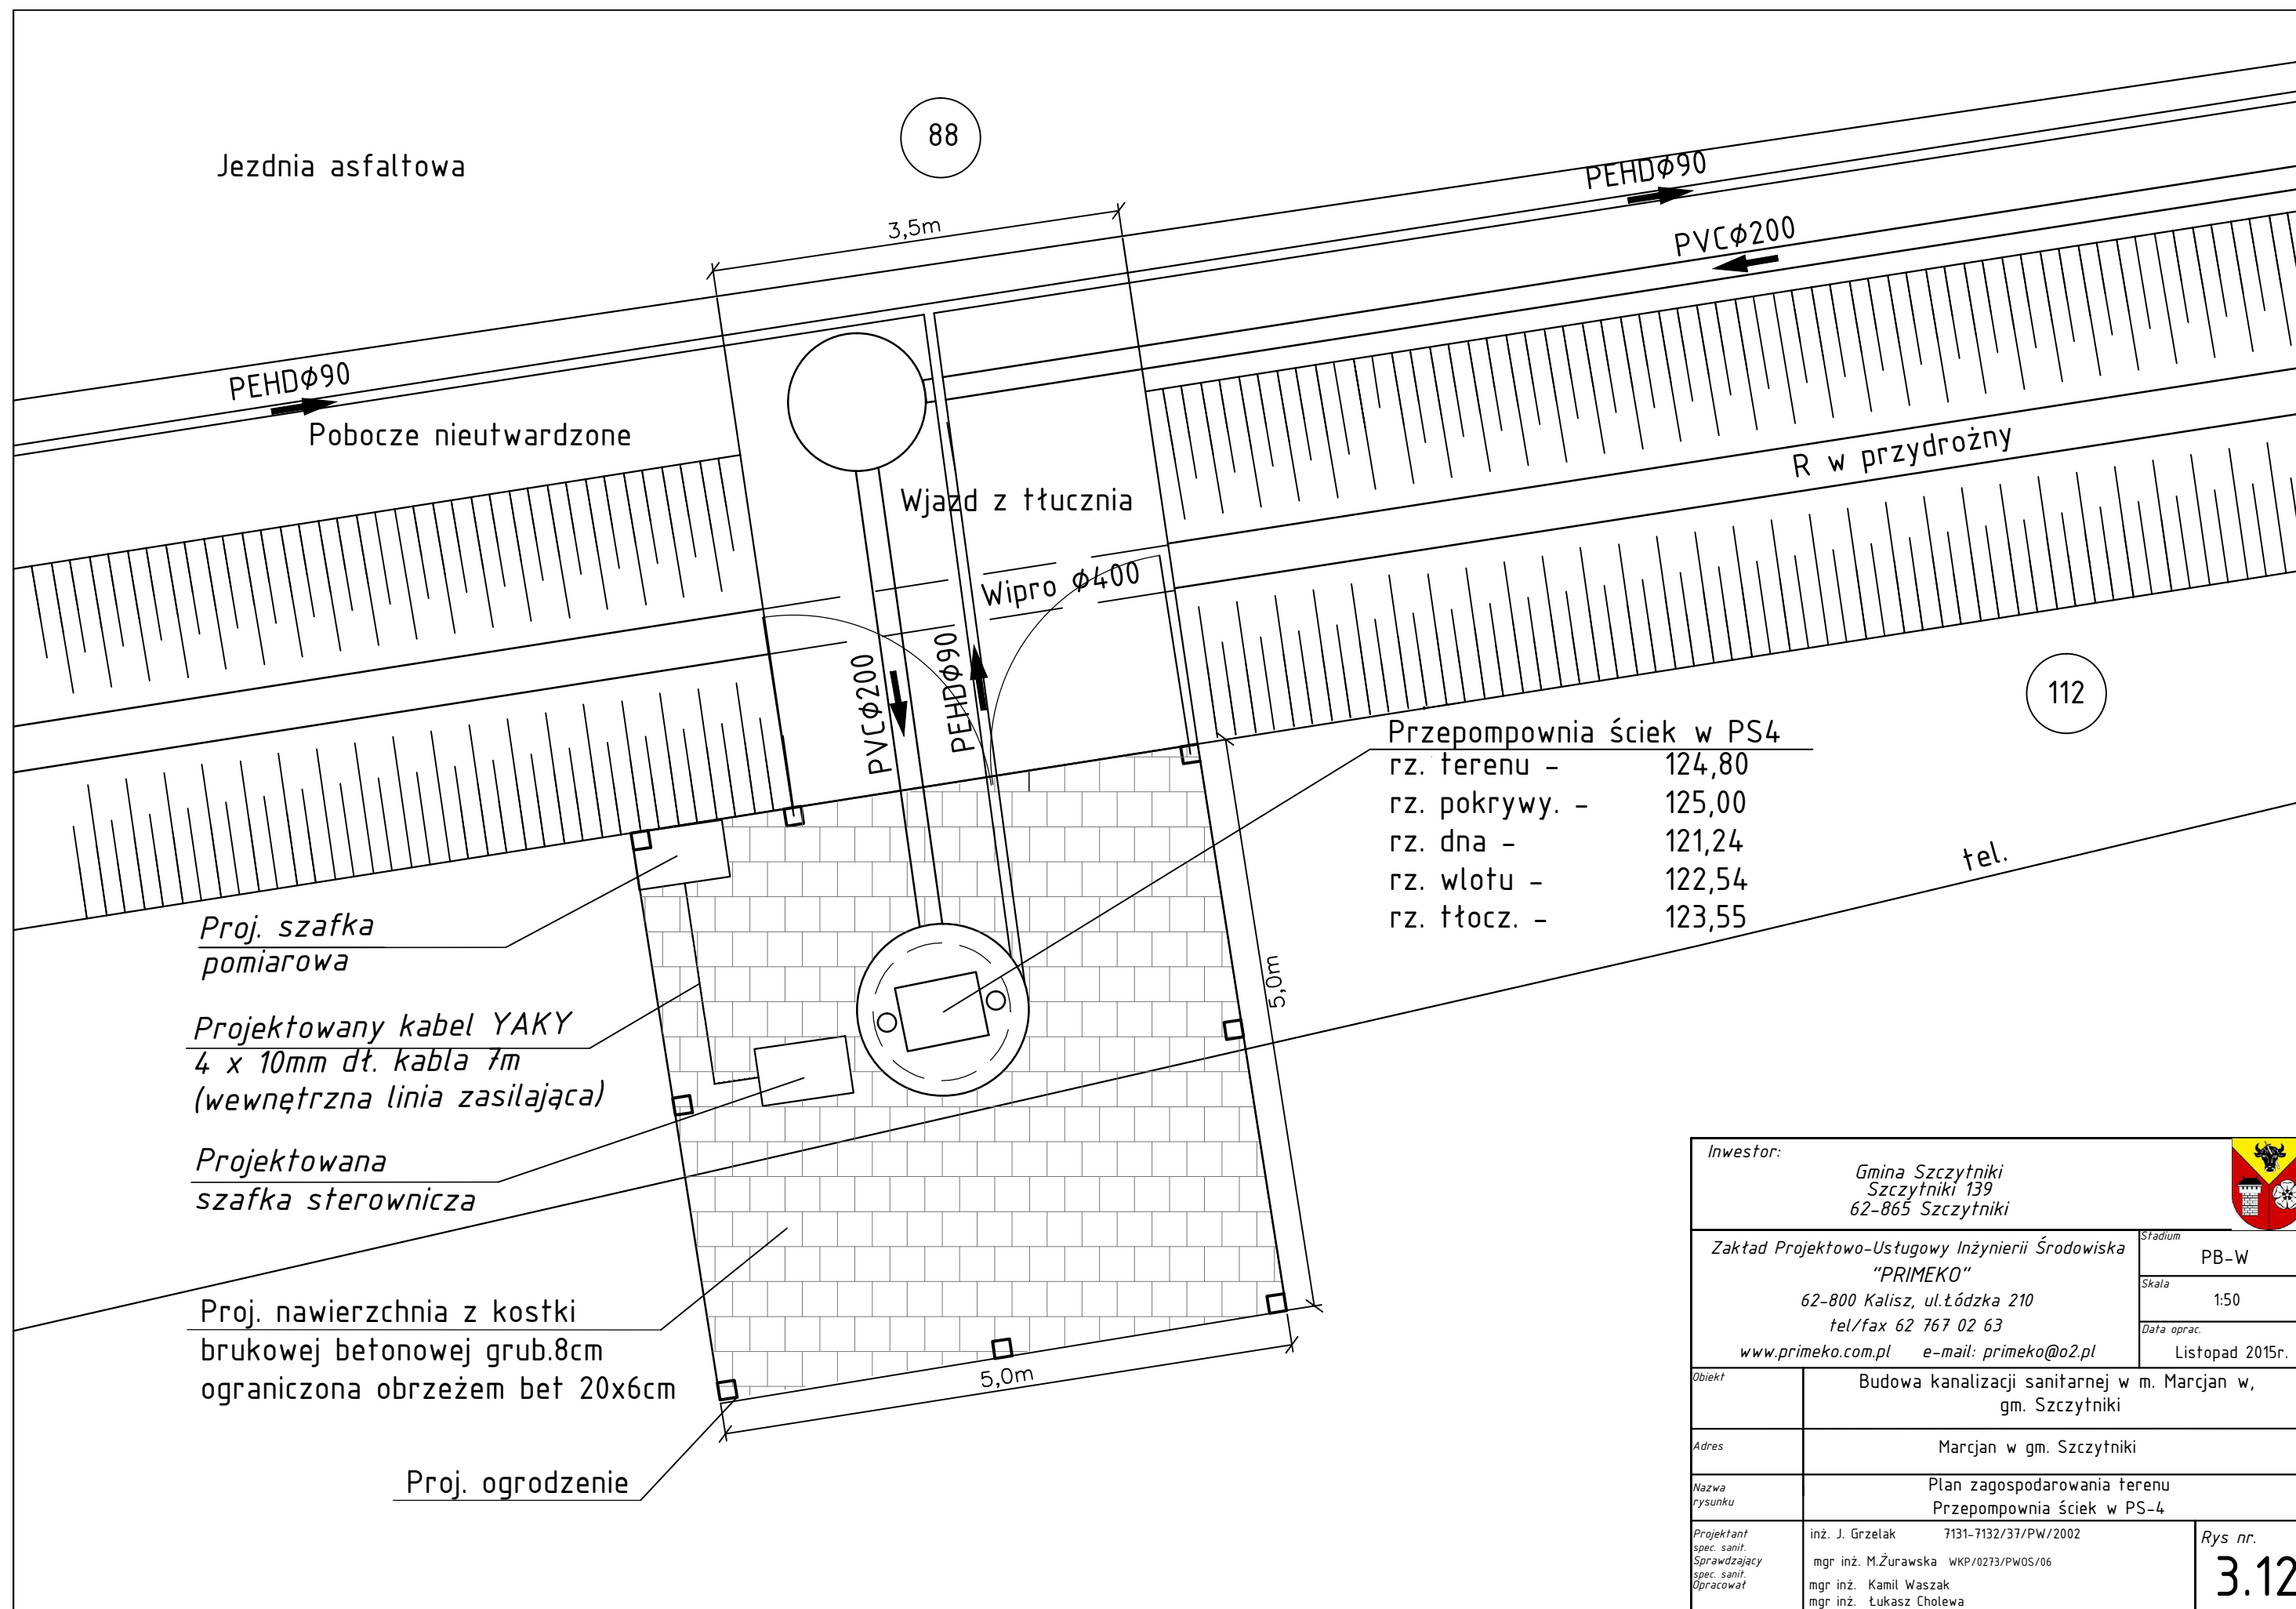 88
Jezdnia asfaltowa
PEHDϕ90
3,5m
PVCϕ200
PEHDϕ90
Pobocze nieutwardzone
R w przydrożny
Wjazd z tłucznia
Wipro ϕ400
PVCϕ200
PEHDϕ90
112
Przepompownia ściek w PS4
rz. terenu - 124,80
rz. pokrywy. - 125,00
rz. dna - 121,24
rz. wlotu - 122,54
rz. tłocz. - 123,55
tel.
Proj. szafka
pomiarowa
5,0m
Projektowany kabel YAKY
4 x 10mm dł. kabla 7m
(wewnętrzna linia zasilająca)
Projektowana
szafka sterownicza
Proj. nawierzchnia z kostki
brukowej betonowej grub.8cm
ograniczona obrzeżem bet 20x6cm
5,0m
Proj. ogrodzenie
Inwestor:
Gmina Szczytniki
Szczytniki 139
62-865 Szczytniki
Zakład Projektowo-Usługowy Inżynierii Środowiska
"PRIMEKO"
62-800 Kalisz, ul.Łódzka 210
tel/fax 62 767 02 63
www.primeko.com.pl e-mail: primeko@o2.pl
Stadium
PB-W
Skala
1:50
Data oprac.
Listopad 2015r.
Obiekt
Budowa kanalizacji sanitarnej w m. Marcjan w,
gm. Szczytniki
Adres
Marcjan w gm. Szczytniki
Nazwa
rysunku
Plan zagospodarowania terenu
Przepompownia ściek w PS-4
Projektant
spec. sanit.
inż. J. Grzelak 7131-7132/37/PW/2002
Sprawdzający
spec. sanit.
mgr inż. M.Żurawska WKP/0273/PWOS/06
Opracował
mgr inż. Kamil Waszak
mgr inż. Łukasz Cholewa
Rys nr.
3.12